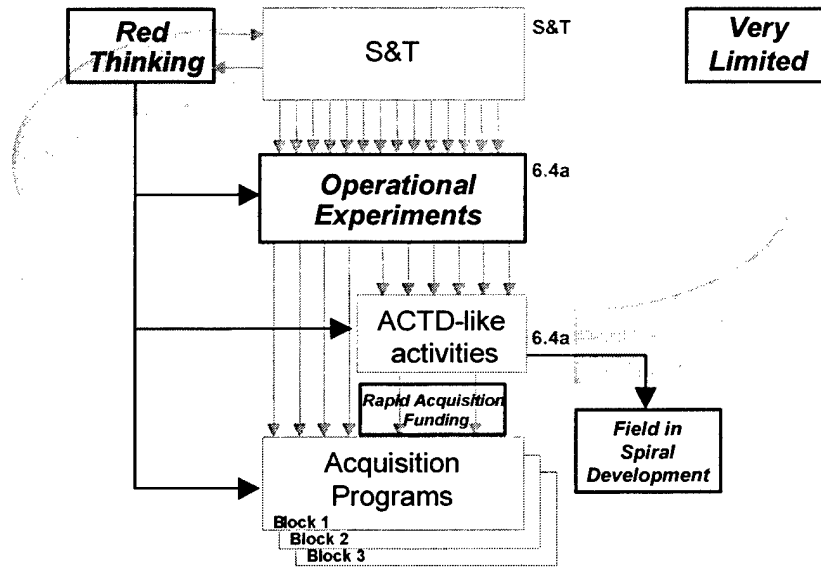 Red
Thinking
S&T
S&T
Very
Limited
Operational
Experiments
6.4a
ACTD-like
activities
6.4a
Rapid Acquisition
Funding
Field in
Spiral
Development
Acquisition
Programs
Block 1
Block 2
Block 3